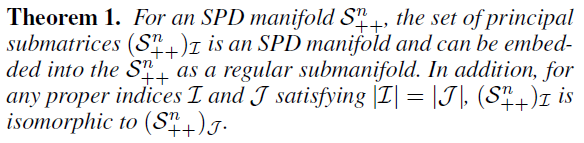 Theorem 1. For an SPD manifold $\mathcal{S}^n_{++}$, the set of principal
submatrices $(\mathcal{S}^n_{++})_{\mathcal{I}}$ is an SPD manifold and can be embed-
ded into the $\mathcal{S}^n_{++}$ as a regular submanifold. In addition, for
any proper indices $\mathcal{I}$ and $\mathcal{J}$ satisfying $|\mathcal{I}| = |\mathcal{J}|$, $(\mathcal{S}^n_{++})_{\mathcal{I}}$ is
isomorphic to $(\mathcal{S}^n_{++})_{\mathcal{J}}$.